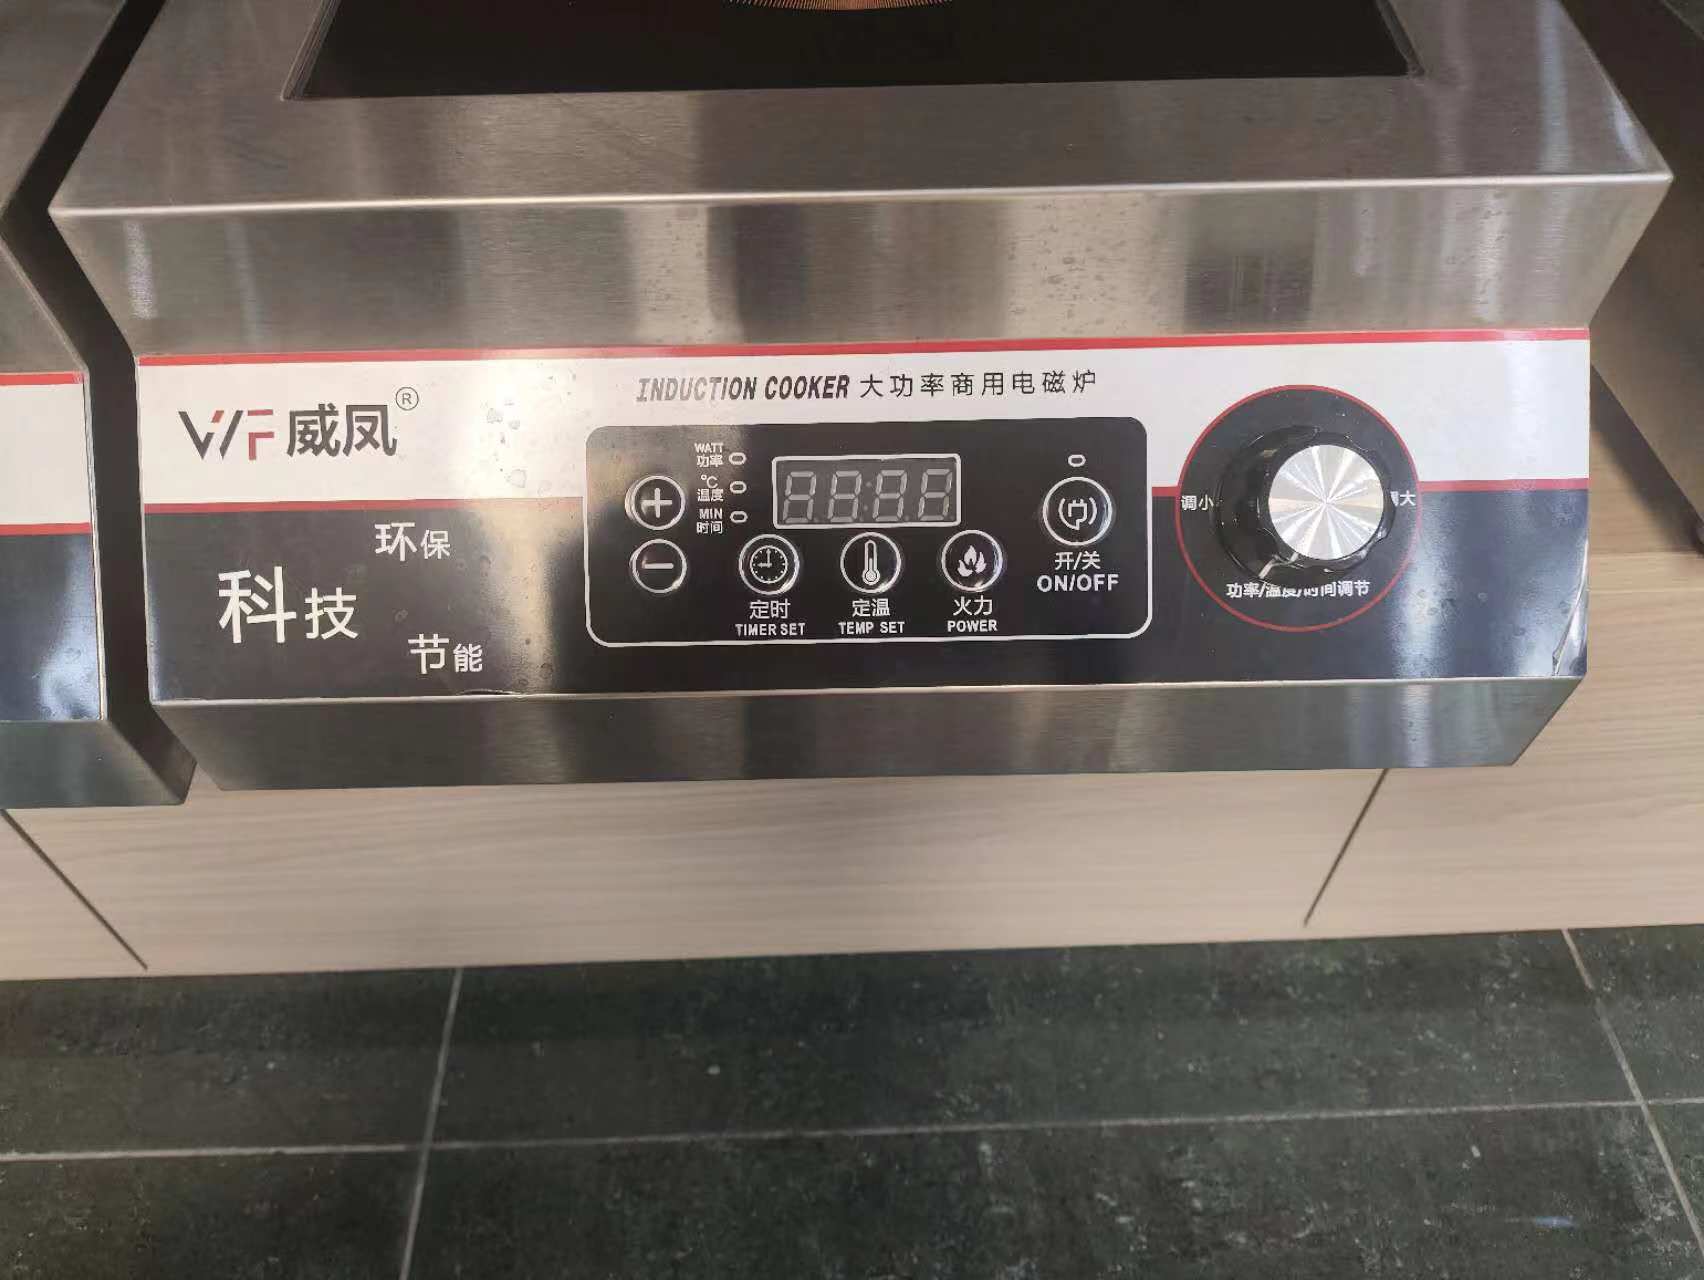 INDUCTION COOKER 大功率商用电磁炉
WF 威凤®
环保
科技
节能
WATT
功率
°C
温度
MIN
时间
定时
TIMER SET
定温
TEMP SET
火力
POWER
开/关
ON/OFF
调小
大
功率/温度/时间调节